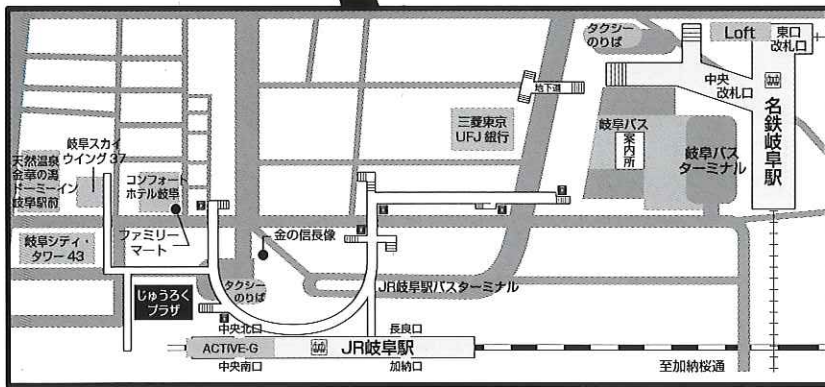 タクシー
のりば
Loft
東口
改札口
中央
改札口
名鉄岐阜駅
地下道
三菱東京
UFJ 銀行
岐阜バス
案内所
岐阜バス
ターミナル
岐阜スカイ
ウイング 37
天然温泉
金華の湯
ドーミーイン
岐阜駅前
コンフォート
ホテル岐阜
ファミリー
マート
金の信長像
岐阜シティ・
タワー 43
じゅうろく
プラザ
タクシー
のりば
JR岐阜駅バスターミナル
中央北口
長良口
ACTIVE-G
JR岐阜駅
中央南口
加納口
至加納桜通